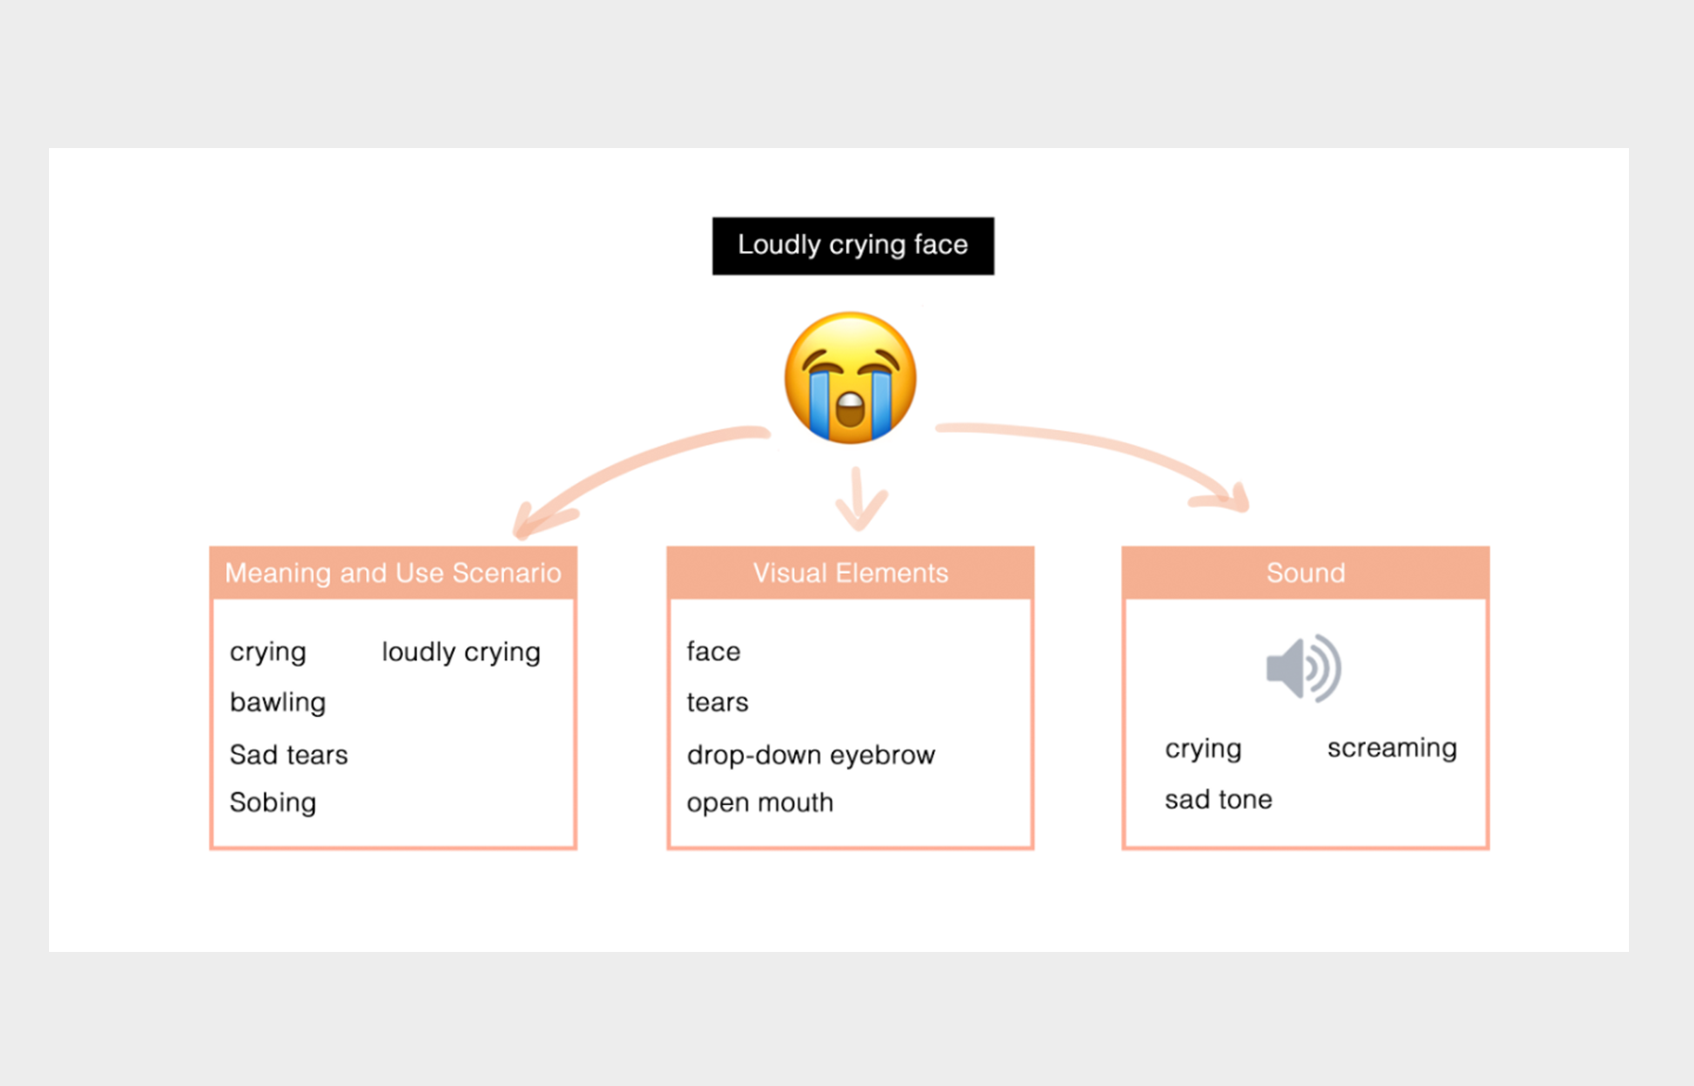 Loudly crying face
Meaning and Use Scenario
crying loudly crying
bawling
Sad tears
Sobing
Visual Elements
face
tears
drop-down eyebrow
open mouth
Sound
crying screaming
sad tone